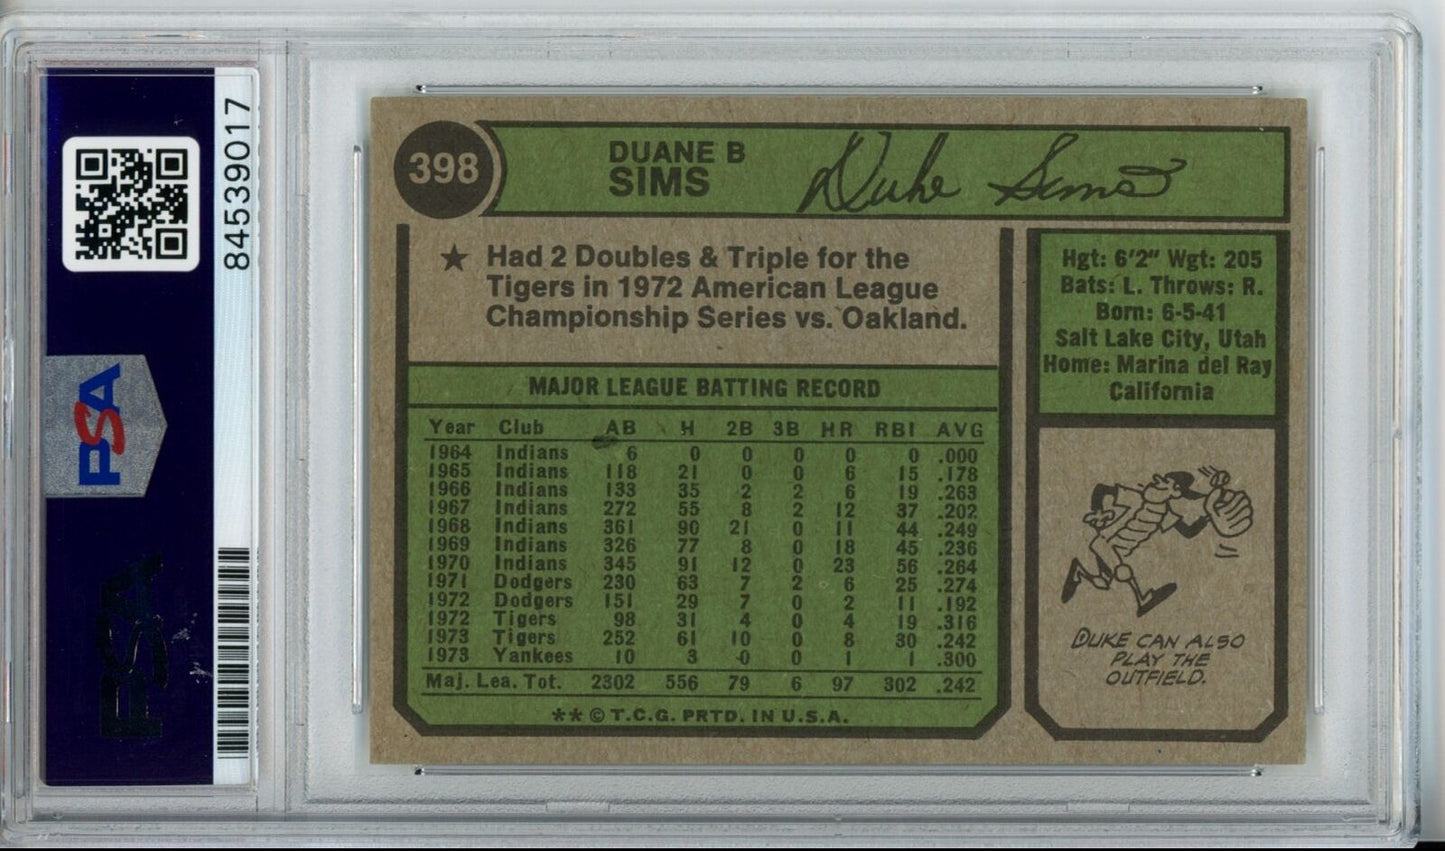 84539017
PSA
PSA
398
DUANE B
SIMS
Duke Sims
★ Had 2 Doubles & Triple for the
Tigers in 1972 American League
Championship Series vs. Oakland.
MAJOR LEAGUE BATTING RECORD
Year Club AB H 2B 3B HR RBI AVG
1964 Indians 6 0 0 0 0 0 .000
1965 Indians 118 21 0 0 6 15 .178
1966 Indians 133 35 2 2 6 19 .263
1967 Indians 272 55 8 2 12 37 .202
1968 Indians 361 90 21 0 11 44 .249
1969 Indians 326 77 8 0 18 45 .236
1970 Indians 345 91 12 0 23 56 .264
1971 Dodgers 230 63 7 2 6 25 .274
1972 Dodgers 151 29 7 0 2 11 .192
1972 Tigers 98 31 4 0 4 19 .316
1973 Tigers 252 61 10 0 8 30 .242
1973 Yankees 10 3 0 0 1 1 .300
Maj. Lea. Tot. 2302 556 79 6 97 302 .242
** © T.C.G. PRTD. IN U.S.A.
Hgt: 6'2" Wgt: 205
Bats: L. Throws: R.
Born: 6-5-41
Salt Lake City, Utah
Home: Marina del Ray
California
DUKE CAN ALSO
PLAY THE
OUTFIELD.